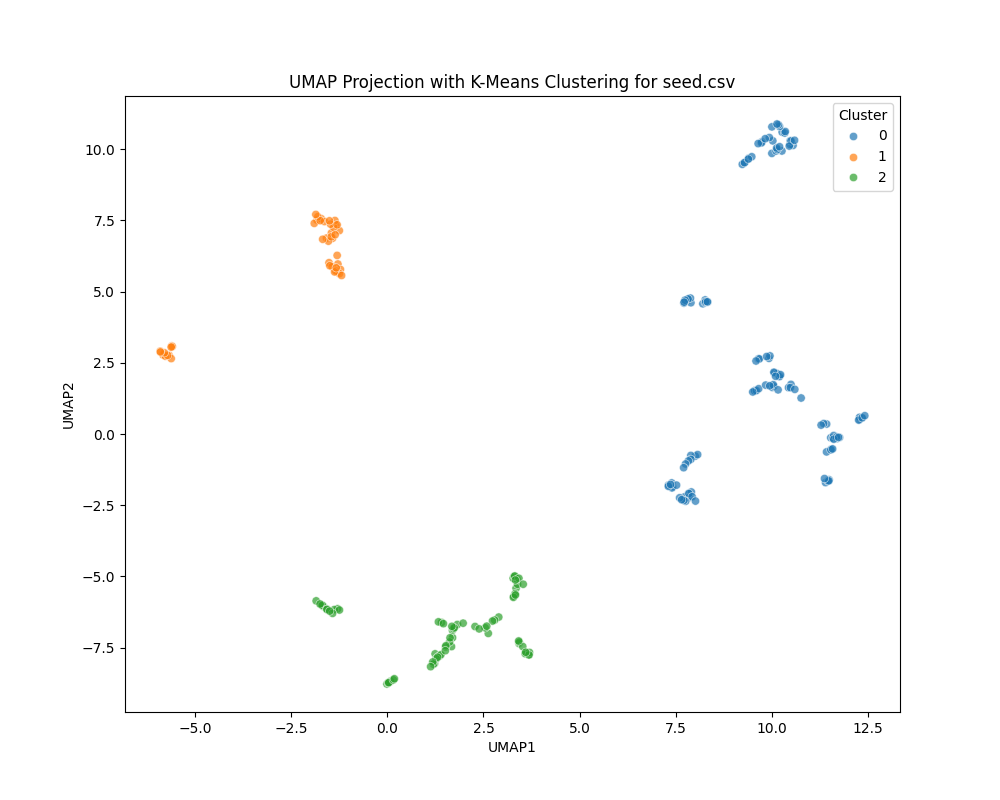 UMAP Projection with K-Means Clustering for seed.csv
Cluster
0
1
2
10.0
7.5
5.0
2.5
0.0
−2.5
−5.0
−7.5
UMAP2
−5.0 −2.5 0.0 2.5 5.0 7.5 10.0 12.5
UMAP1